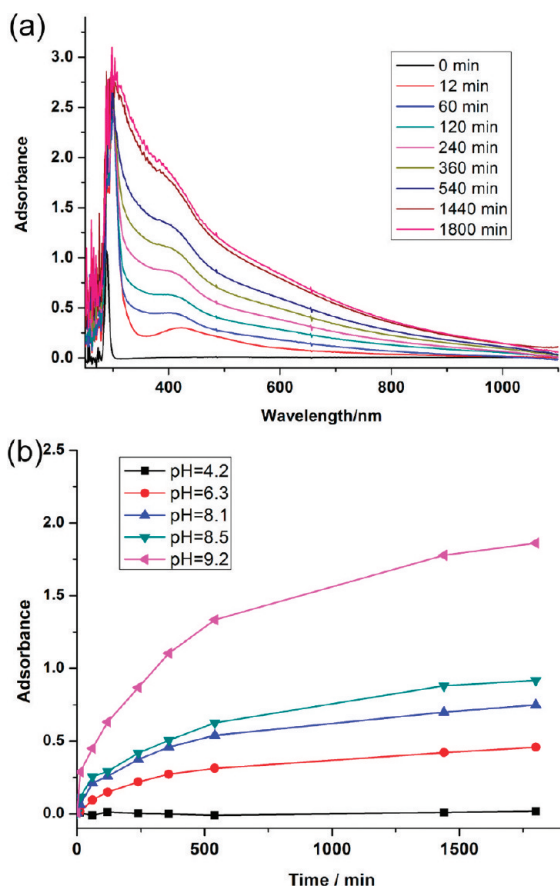 (a)
3.0
2.5
2.0
1.5
1.0
0.5
0.0
Adsorbance
0 min
12 min
60 min
120 min
240 min
360 min
540 min
1440 min
1800 min
400 600 800 1000
Wavelength/nm
(b)
2.5
2.0
1.5
1.0
0.5
0.0
Adsorbance
pH=4.2
pH=6.3
pH=8.1
pH=8.5
pH=9.2
0 500 1000 1500
Time / min